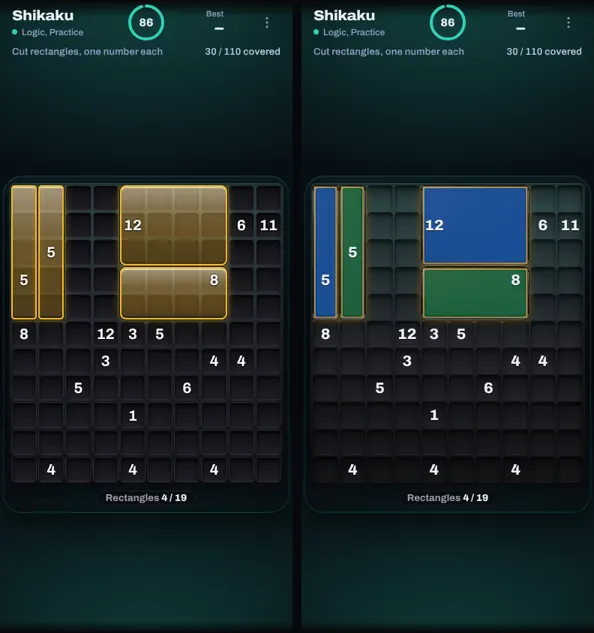 Shikaku
86
Best
–
Logic, Practice
Cut rectangles, one number each
30 / 110 covered
12 6 11
5
5 8
8 12 3 5
3 4 4
5 6
1
4 4 4
Rectangles 4 / 19
Shikaku
86
Best
–
Logic, Practice
Cut rectangles, one number each
30 / 110 covered
12 6 11
5
5 8
8 12 3 5
3 4 4
5 6
1
4 4 4
Rectangles 4 / 19